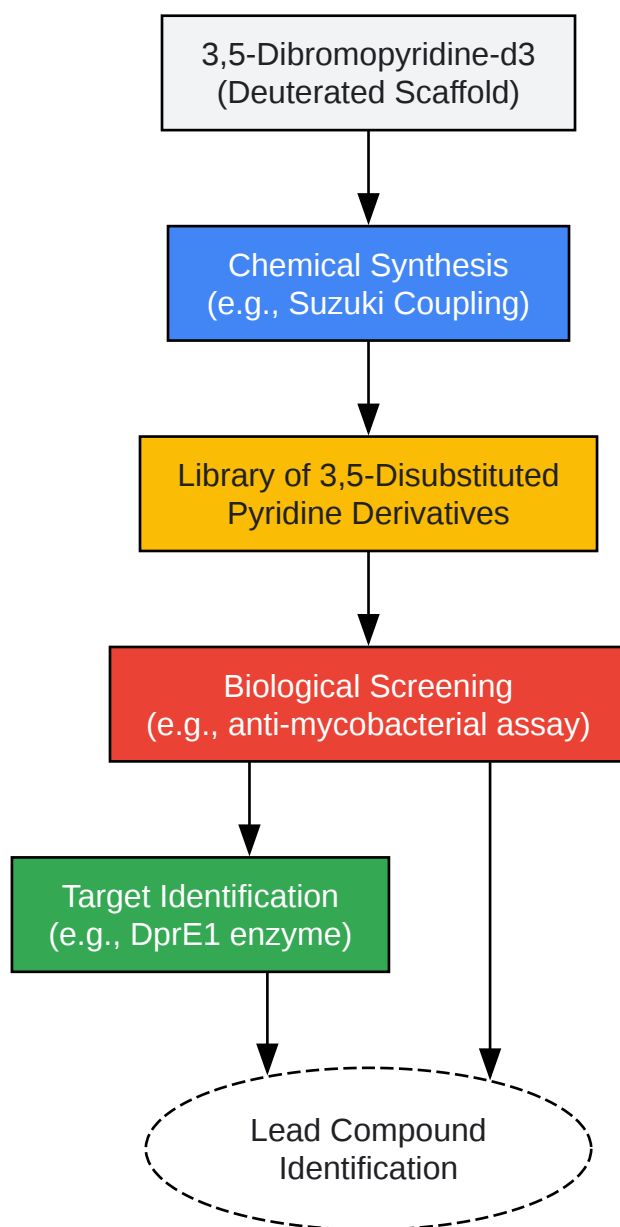 3,5-Dibromopyridine-d3
(Deuterated Scaffold)
Chemical Synthesis
(e.g., Suzuki Coupling)
Library of 3,5-Disubstituted
Pyridine Derivatives
Biological Screening
(e.g., anti-mycobacterial assay)
Target Identification
(e.g., DprE1 enzyme)
Lead Compound
Identification